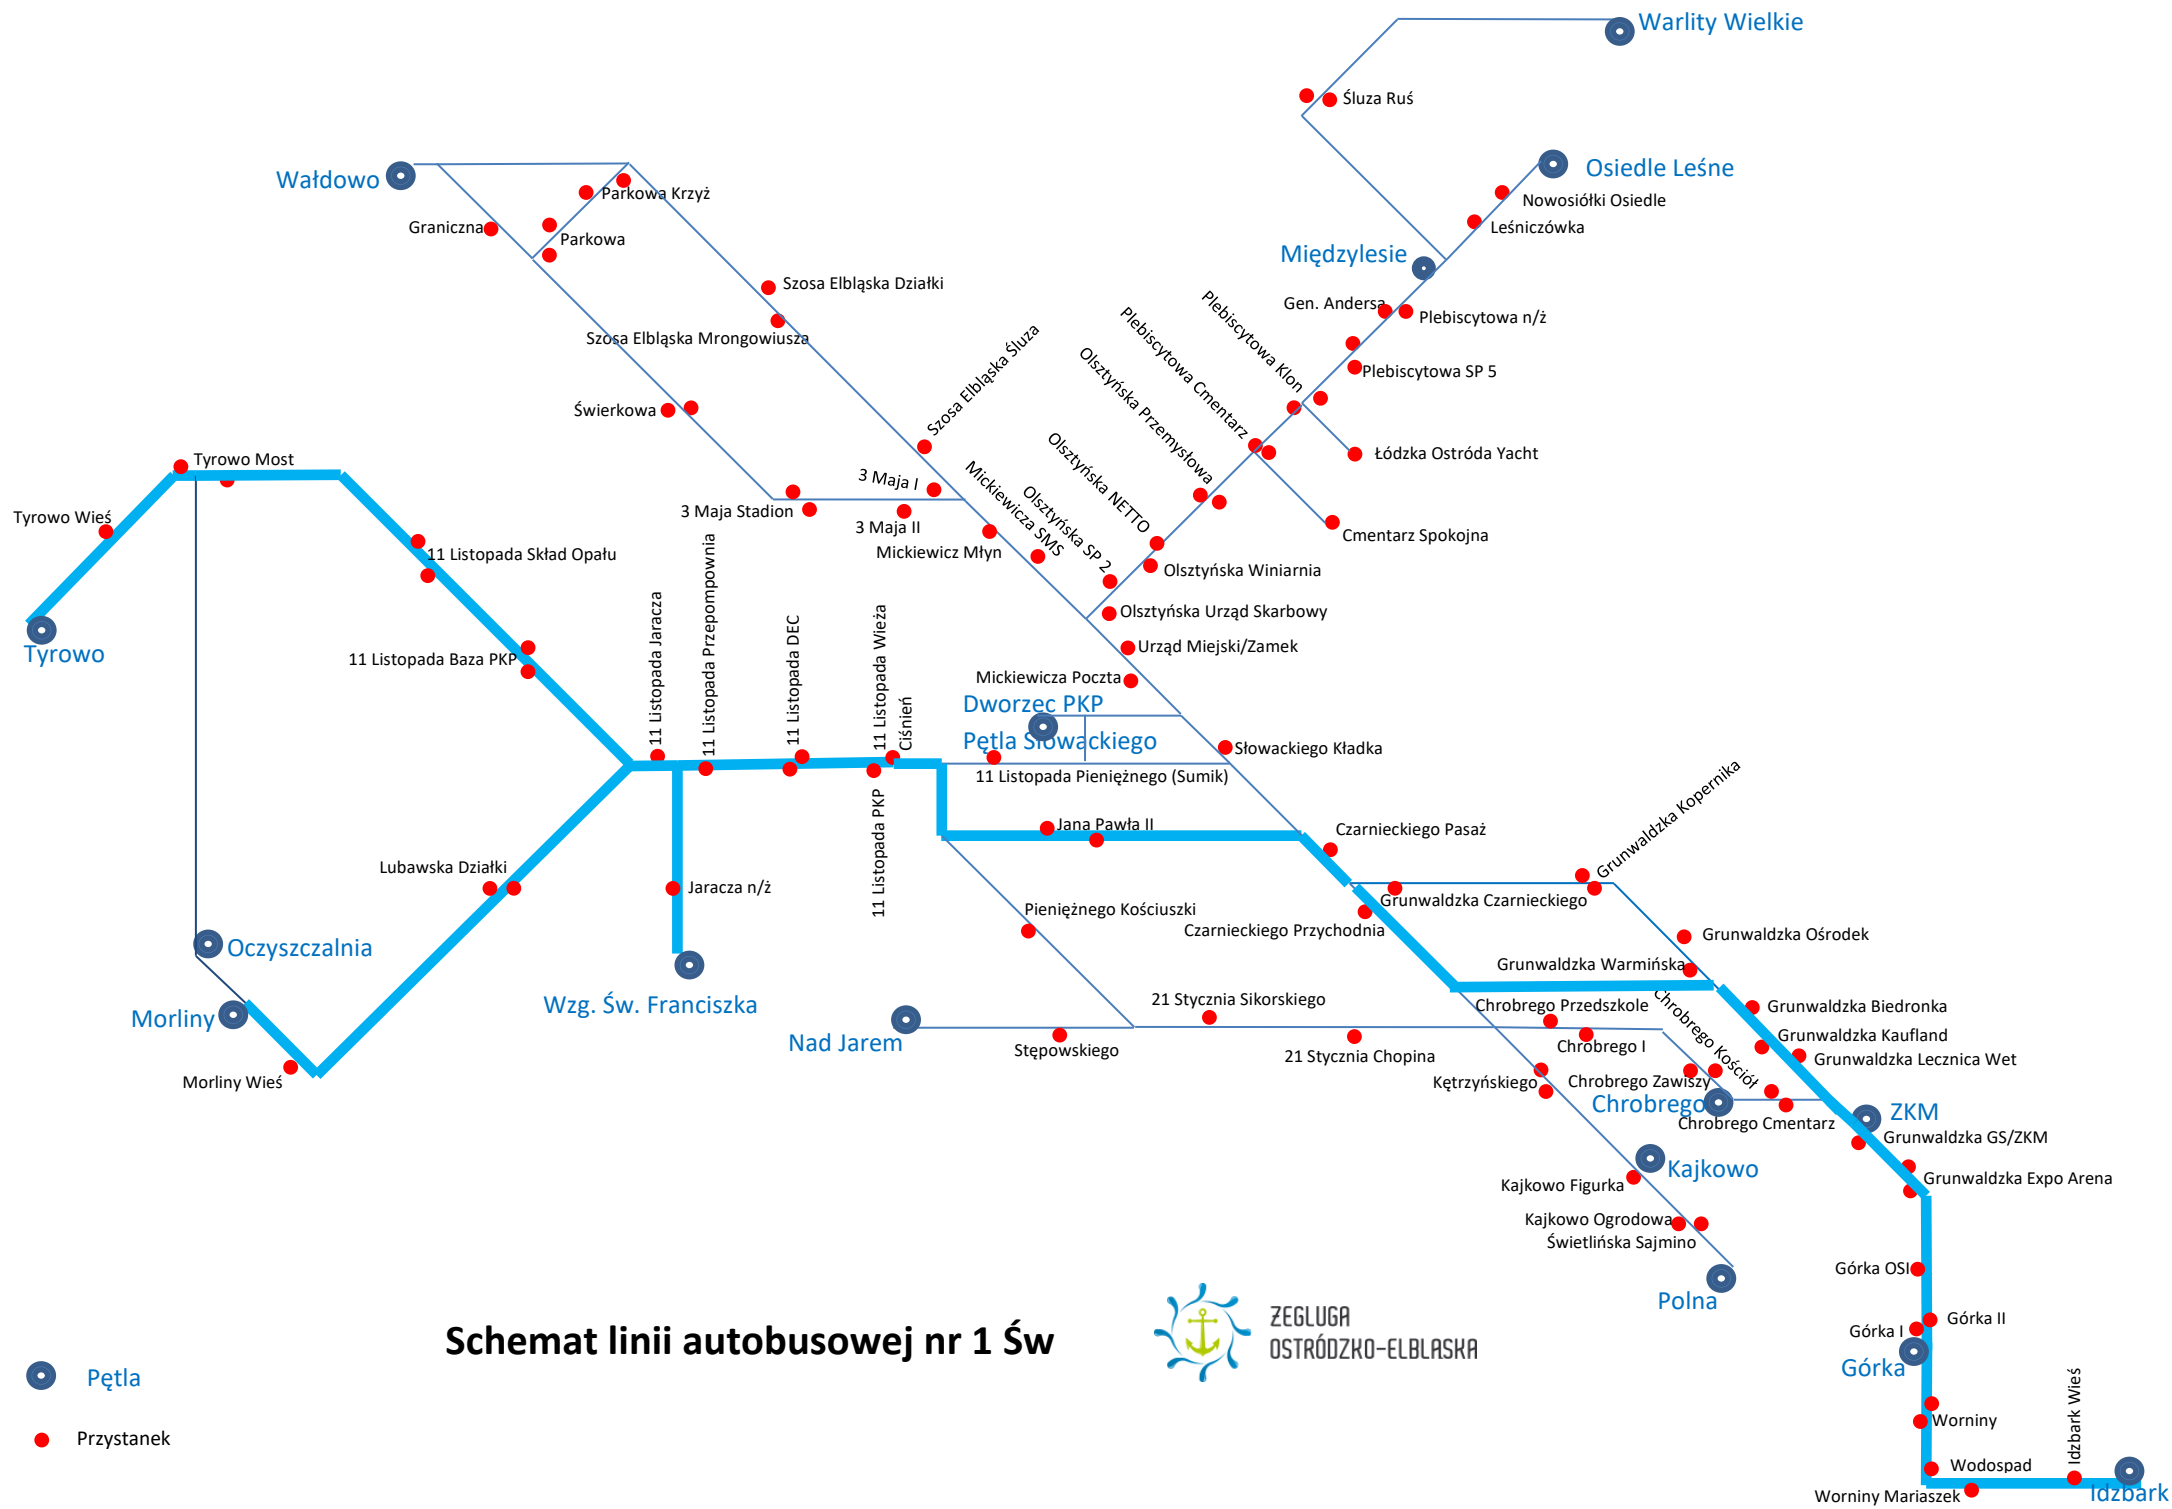 Warlity Wielkie
Śluza Ruś
Wałdowo
Osiedle Leśne
Parkowa Krzyż
Nowosiółki Osiedle
Graniczna
Parkowa
Leśniczówka
Międzylesie
Szosa Elbląska Działki
Gen. Andersa
Plebiscytowa n/ż
Szosa Elbląska Mrongowiusza
Szosa Elbląska Śluza
Plebiscytowa Klon
Plebiscytowa Cmentarz
Olsztyńska Przemysłowa
Plebiscytowa SP 5
Świerkowa
Olsztyńska NETTO
Łódzka Ostróda Yacht
Tyrowo Most
3 Maja I
Mickiewicza SMS
Olsztyńska SP 2
3 Maja Stadion
3 Maja II
Tyrowo Wieś
Cmentarz Spokojna
11 Listopada Skład Opału
Mickiewicz Młyn
Olsztyńska Winiarnia
Olsztyńska Urząd Skarbowy
Tyrowo
11 Listopada Baza PKP
11 Listopada Jaracza
11 Listopada Przepompownia
11 Listopada DEC
11 Listopada Wieża
Ciśnień
Urząd Miejski/Zamek
Mickiewicza Poczta
Dworzec PKP
Pętla Słowackiego
Słowackiego Kładka
11 Listopada Pieniężnego (Sumik)
11 Listopada PKP
Jana Pawła II
Czarnieckiego Pasaż
Grunwaldzka Kopernika
Lubawska Działki
Jaracza n/ż
Grunwaldzka Czarnieckiego
Pieniężnego Kościuszki
Czarnieckiego Przychodnia
Grunwaldzka Ośrodek
Oczyszczalnia
Grunwaldzka Warmińska
Wzg. Św. Franciszka
21 Stycznia Sikorskiego
Chrobrego Przedszkole
Chrobrego Kościół
Grunwaldzka Biedronka
Morliny
Nad Jarem
Grunwaldzka Kaufland
Stępowskiego
21 Stycznia Chopina
Chrobrego I
Grunwaldzka Lecznica Wet
Morliny Wieś
Kętrzyńskiego
Chrobrego Zawiszy
Chrobrego
ZKM
Chrobrego Cmentarz
Grunwaldzka GS/ZKM
Kajkowo
Kajkowo Figurka
Grunwaldzka Expo Arena
Kajkowo Ogrodowa
Świetlińska Sajmino
Górka OSI
Polna
Górka II
Górka I
Górka
Schemat linii autobusowej nr 1 Św
ŻEGLUGA
OSTRÓDZKO-ELBLĄSKA
Pętla
Przystanek
Worniny
Idzbark Wieś
Wodospad
Worniny Mariaszek
Idzbark